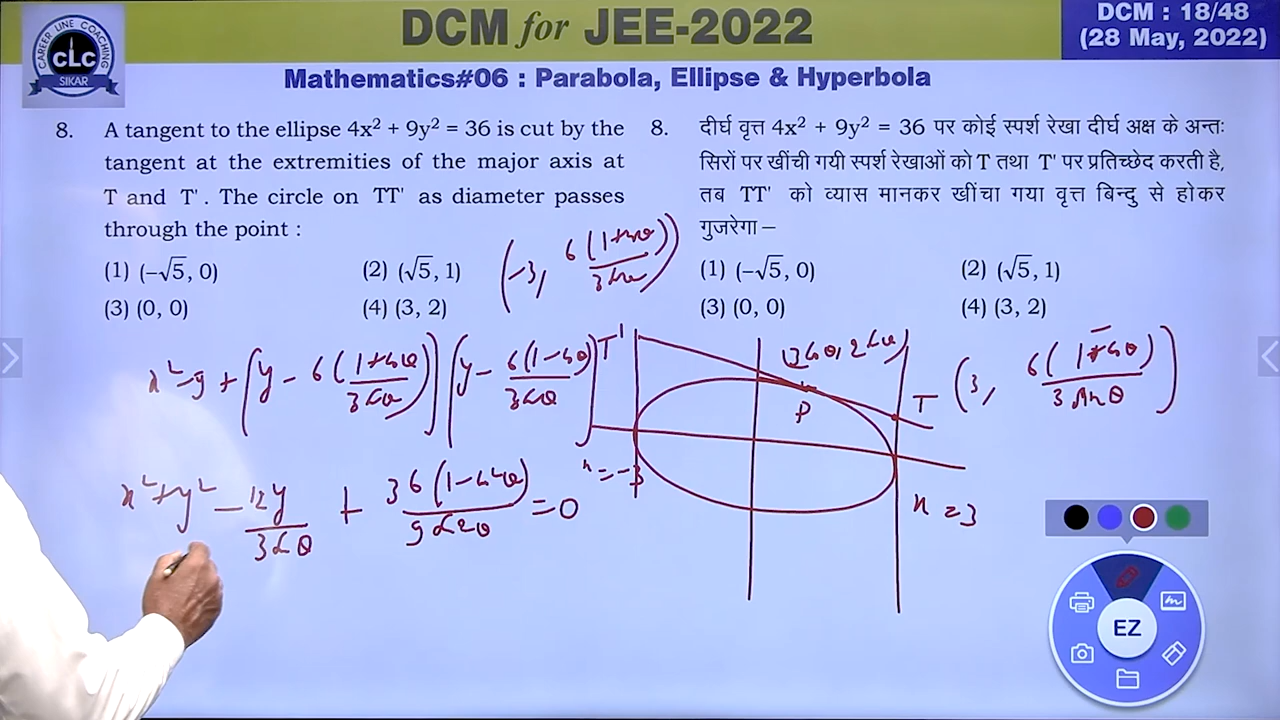 DCM for JEE-2022
DCM : 18/48
(28 May, 2022)
CAREER LINE COACHING
CLC
SIKAR
Mathematics#06 : Parabola, Ellipse & Hyperbola
8. A tangent to the ellipse 4x² + 9y² = 36 is cut by the
tangent at the extremities of the major axis at
T and T'. The circle on TT' as diameter passes
through the point :
(1) (−√5, 0) (2) (√5, 1)
(3) (0, 0) (4) (3, 2)
8. दीर्घ वृत्त 4x² + 9y² = 36 पर कोई स्पर्श रेखा दीर्घ अक्ष के अन्तः
सिरों पर खींची गयी स्पर्श रेखाओं को T तथा T' पर प्रतिच्छेद करती है,
तब TT' को व्यास मानकर खींचा गया वृत्त बिन्दु से होकर
गुजरेगा−
(1) (−√5, 0) (2) (√5, 1)
(3) (0, 0) (4) (3, 2)
T'
P
T
x = −3
x = 3
EZ